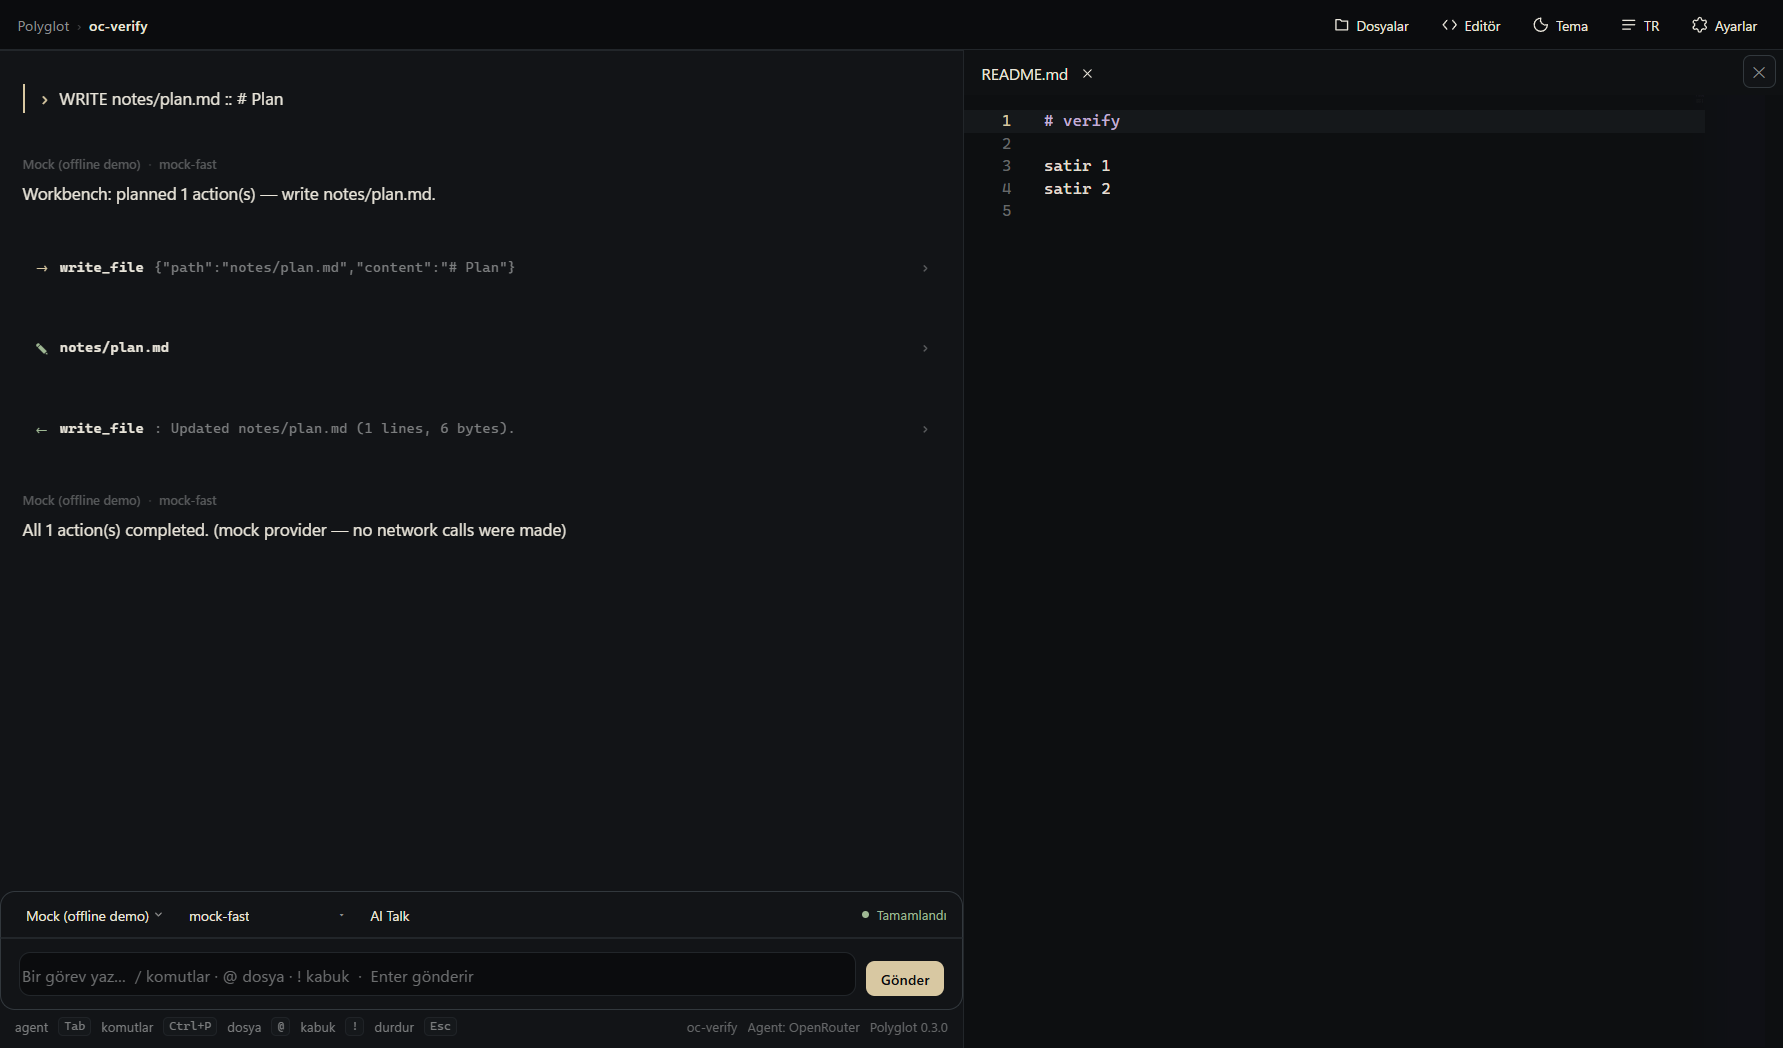 Polyglot › oc-verify
Dosyalar
Editör
Tema
TR
Ayarlar
› WRITE notes/plan.md :: # Plan
Mock (offline demo) · mock-fast
Workbench: planned 1 action(s) — write notes/plan.md.
→ write_file {"path":"notes/plan.md","content":"# Plan"} ›
notes/plan.md ›
← write_file : Updated notes/plan.md (1 lines, 6 bytes). ›
Mock (offline demo) · mock-fast
All 1 action(s) completed. (mock provider — no network calls were made)
README.md ×
1 # verify
2
3 satir 1
4 satir 2
5
Mock (offline demo) mock-fast AI Talk
Tamamlandı
Bir görev yaz... / komutlar · @ dosya · ! kabuk · Enter gönderir
Gönder
agent Tab komutlar Ctrl+P dosya @ kabuk ! durdur Esc
oc-verify Agent: OpenRouter Polyglot 0.3.0